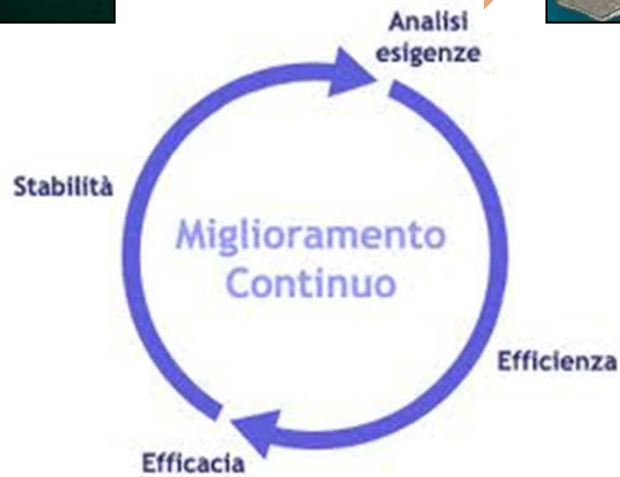 Analisi
esigenze
Stabilità
Miglioramento
Continuo
Efficienza
Efficacia